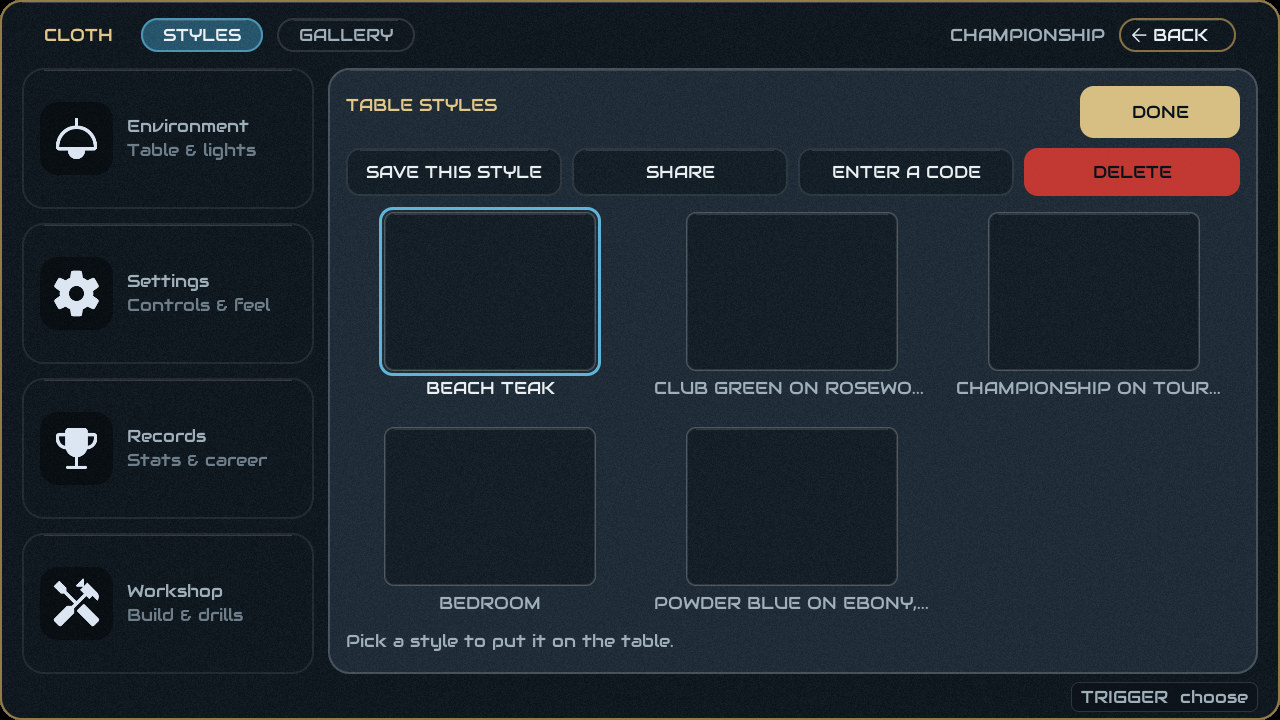 CLOTH
STYLES
GALLERY
CHAMPIONSHIP
← BACK
Environment
Table & lights
Settings
Controls & feel
Records
Stats & career
Workshop
Build & drills
TABLE STYLES
DONE
SAVE THIS STYLE
SHARE
ENTER A CODE
DELETE
BEACH TEAK
CLUB GREEN ON ROSEWO...
CHAMPIONSHIP ON TOUR...
BEDROOM
POWDER BLUE ON EBONY,...
Pick a style to put it on the table.
TRIGGER choose